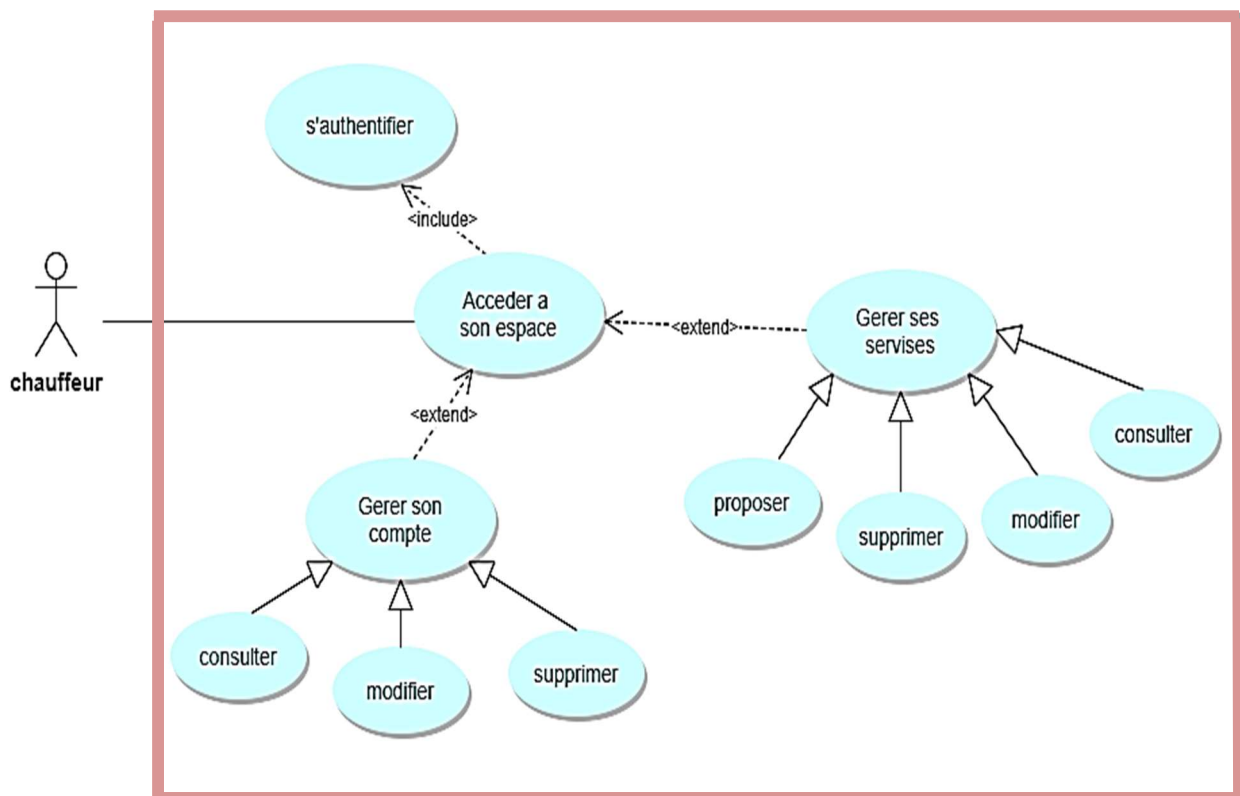 s'authentifier
<include>
Acceder a
son espace
<extend>
Gerer ses
servises
chauffeur
<extend>
consulter
proposer
supprimer
modifier
Gerer son
compte
consulter
modifier
supprimer